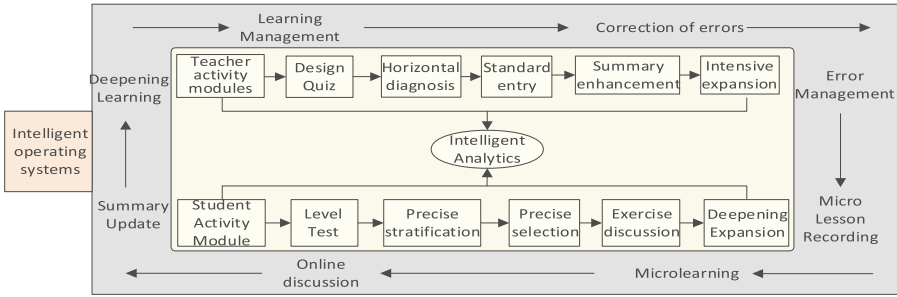 Learning
Management
Correction of errors
Deepening
Learning
Teacher
activity
modules
Design
Quiz
Horizontal
diagnosis
Standard
entry
Summary
enhancement
Intensive
expansion
Error
Management
Intelligent
operating
systems
Intelligent
Analytics
Summary
Update
Student
Activity
Module
Level
Test
Precise
stratification
Precise
selection
Exercise
discussion
Deepening
Expansion
Micro
Lesson
Recording
Online
discussion
Microlearning